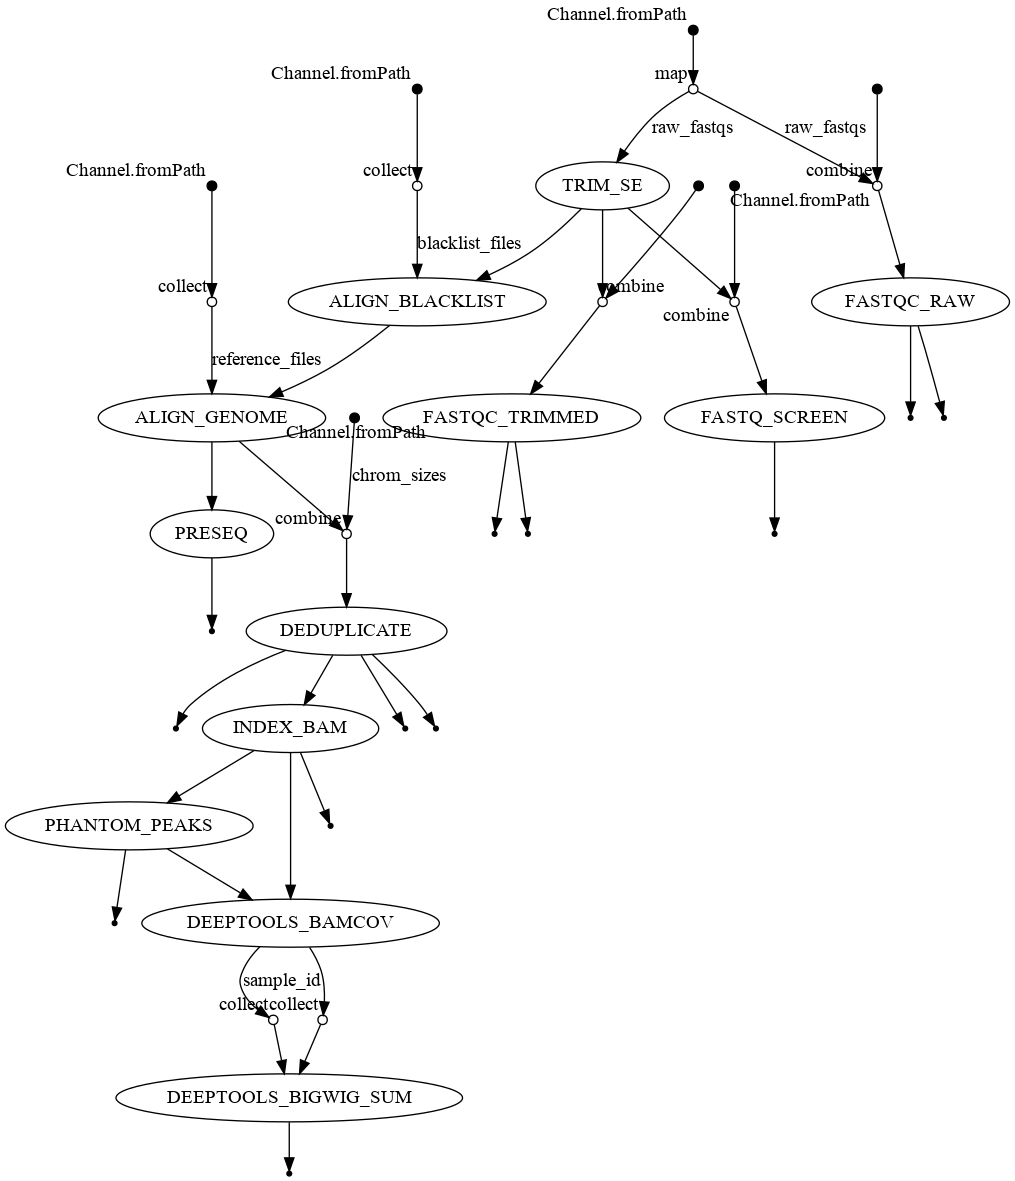 Channel.fromPath
Channel.fromPath
map
raw_fastqs
raw_fastqs
Channel.fromPath
collect
combine
TRIM_SE
Channel.fromPath
blacklist_files
collect
combine
ALIGN_BLACKLIST
FASTQC_RAW
combine
reference_files
ALIGN_GENOME
FASTQC_TRIMMED
FASTQ_SCREEN
Channel.fromPath
chrom_sizes
combine
PRESEQ
DEDUPLICATE
INDEX_BAM
PHANTOM_PEAKS
DEEPTOOLS_BAMCOV
sample_id
collect
collect
DEEPTOOLS_BIGWIG_SUM